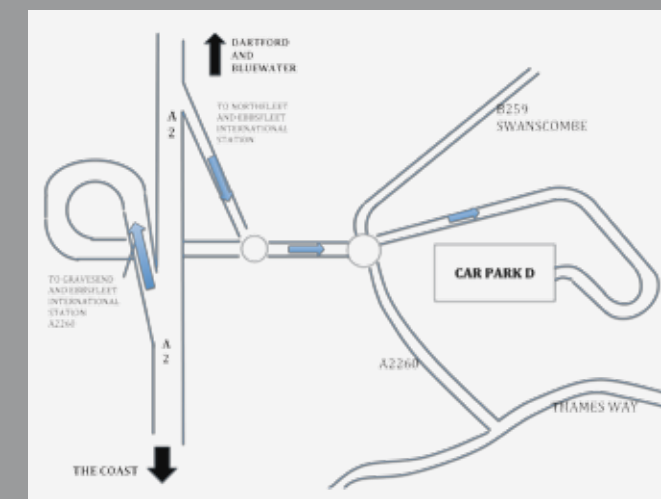 DARTFORD
AND
BLUEWATER
TO NORTHFLEET
AND EBBSFLEET
INTERNATIONAL
STATION
A
2
B259
SWANSCOMBE
CAR PARK D
TO GRAVESEND
AND EBBSFLEET
INTERNATIONAL
STATION
A2260
A
2
A2260
THAMES WAY
THE COAST